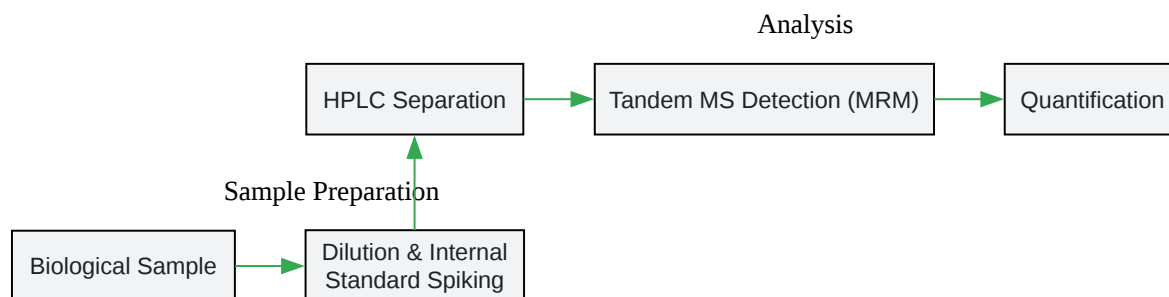 Analysis
HPLC Separation
Tandem MS Detection (MRM)
Quantification
Sample Preparation
Biological Sample
Dilution & Internal
Standard Spiking